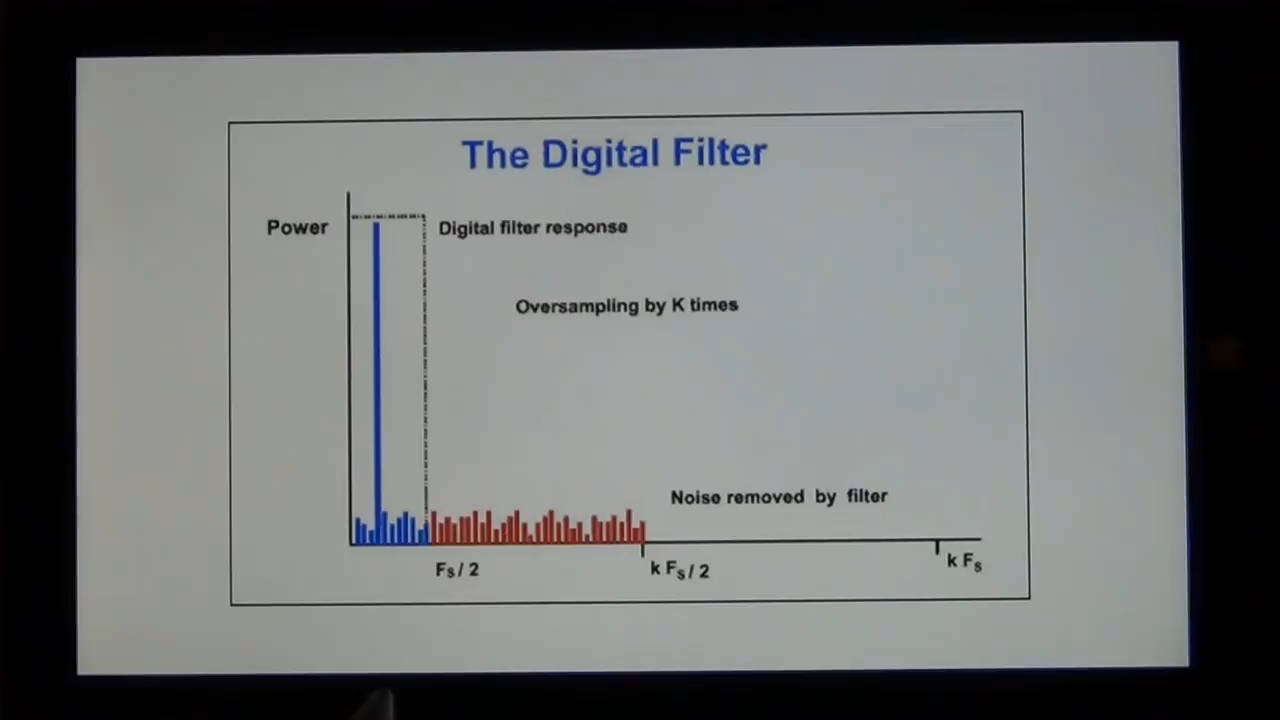 The Digital Filter
Power
Digital filter response
Oversampling by K times
Noise removed by filter
Fs / 2
k Fs / 2
k Fs